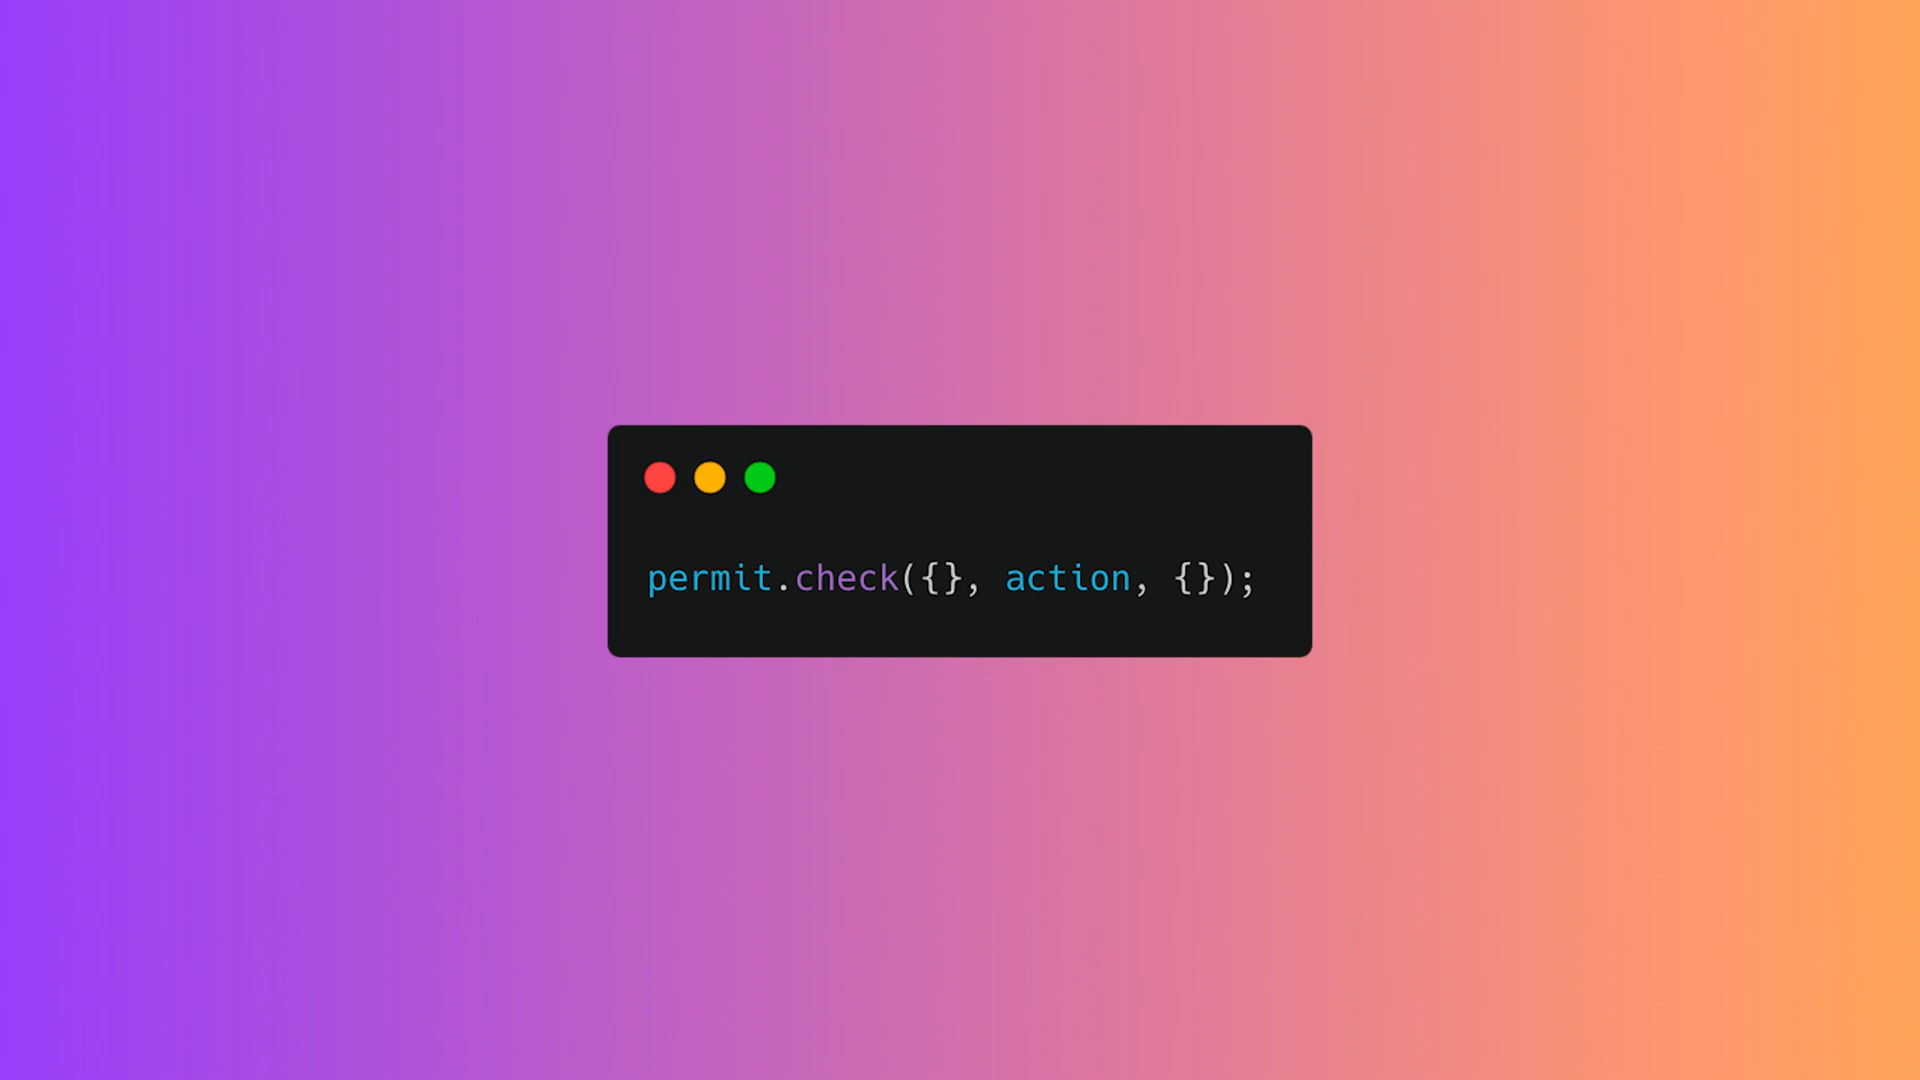 permit.check({}, action, {});